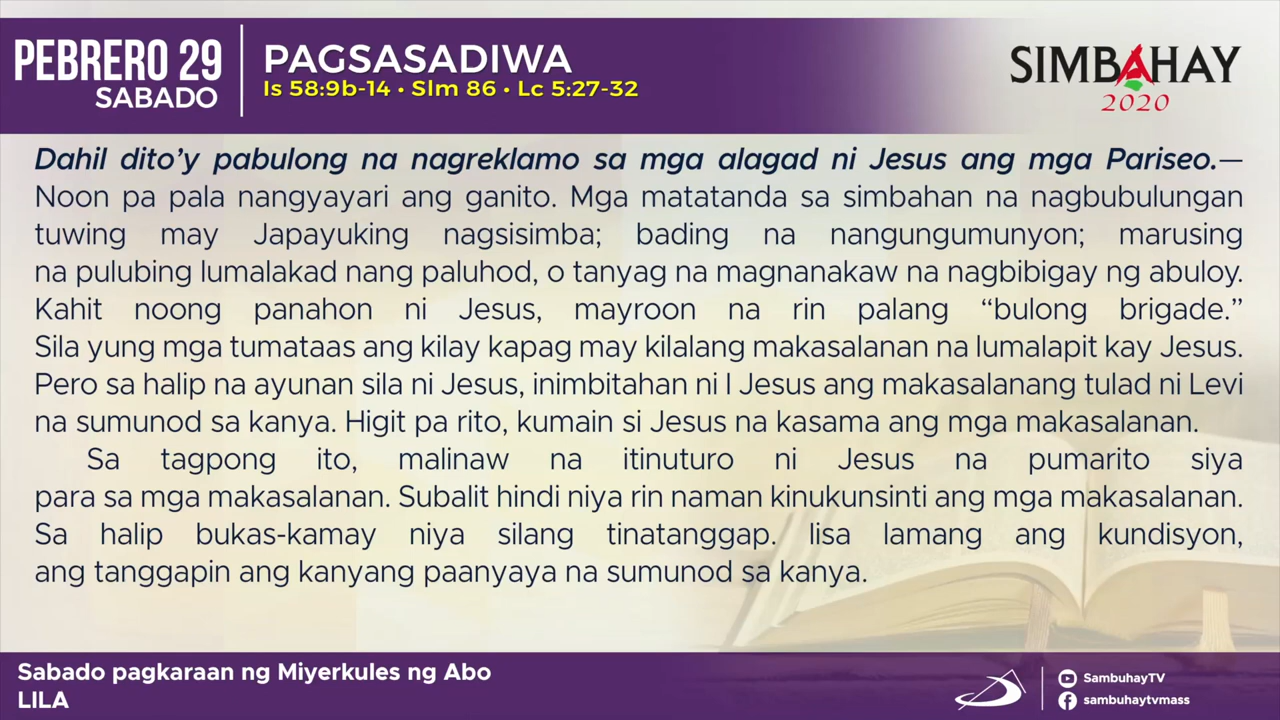 PEBRERO 29
SABADO
PAGSASADIWA
Is 58:9b-14 • Slm 86 • Lc 5:27-32
SIMBAHAY
2020
Dahil dito’y pabulong na nagreklamo sa mga alagad ni Jesus ang mga Pariseo.—
Noon pa pala nangyayari ang ganito. Mga matatanda sa simbahan na nagbubulungan
tuwing may Japayuking nagsisimba; bading na nangungumunyon; marusing
na pulubing lumalakad nang paluhod, o tanyag na magnanakaw na nagbibigay ng abuloy.
Kahit noong panahon ni Jesus, mayroon na rin palang “bulong brigade.”
Sila yung mga tumataas ang kilay kapag may kilalang makasalanan na lumalapit kay Jesus.
Pero sa halip na ayunan sila ni Jesus, inimbitahan ni l Jesus ang makasalanang tulad ni Levi
na sumunod sa kanya. Higit pa rito, kumain si Jesus na kasama ang mga makasalanan.
Sa tagpong ito, malinaw na itinuturo ni Jesus na pumarito siya
para sa mga makasalanan. Subalit hindi niya rin naman kinukunsinti ang mga makasalanan.
Sa halip bukas-kamay niya silang tinatanggap. Iisa lamang ang kundisyon,
ang tanggapin ang kanyang paanyaya na sumunod sa kanya.
Sabado pagkaraan ng Miyerkules ng Abo
LILA
SambuhayTV
sambuhaytvmass